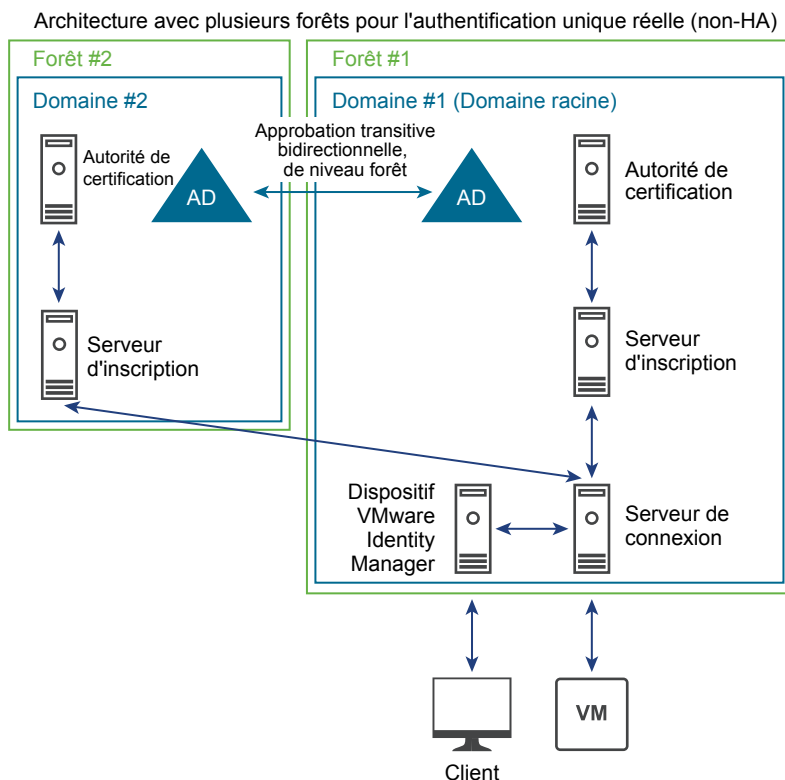 Architecture avec plusieurs forêts pour l'authentification unique réelle (non-HA)
Forêt #2
Forêt #1
Domaine #2
Domaine #1 (Domaine racine)
Autorité de
certification
AD
Approbation transitive
bidirectionnelle,
de niveau forêt
AD
Autorité de
certification
Serveur
d'inscription
Serveur
d'inscription
Dispositif
VMware
Identity
Manager
Serveur de
connexion
Client
VM